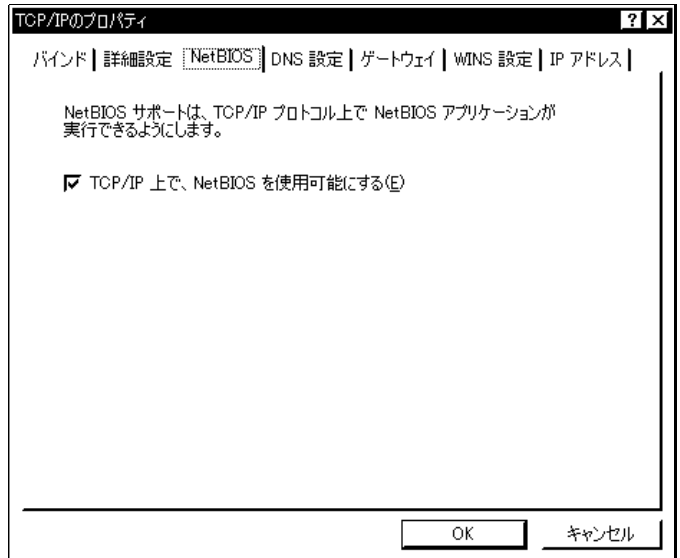 TCP/IPのプロパティ
バインド 詳細設定 NetBIOS DNS 設定 ゲートウェイ WINS 設定 IP アドレス
NetBIOS サポートは、TCP/IP プロトコル上で NetBIOS アプリケーションが
実行できるようにします。
TCP/IP 上で、NetBIOS を使用可能にする(E)
OK キャンセル